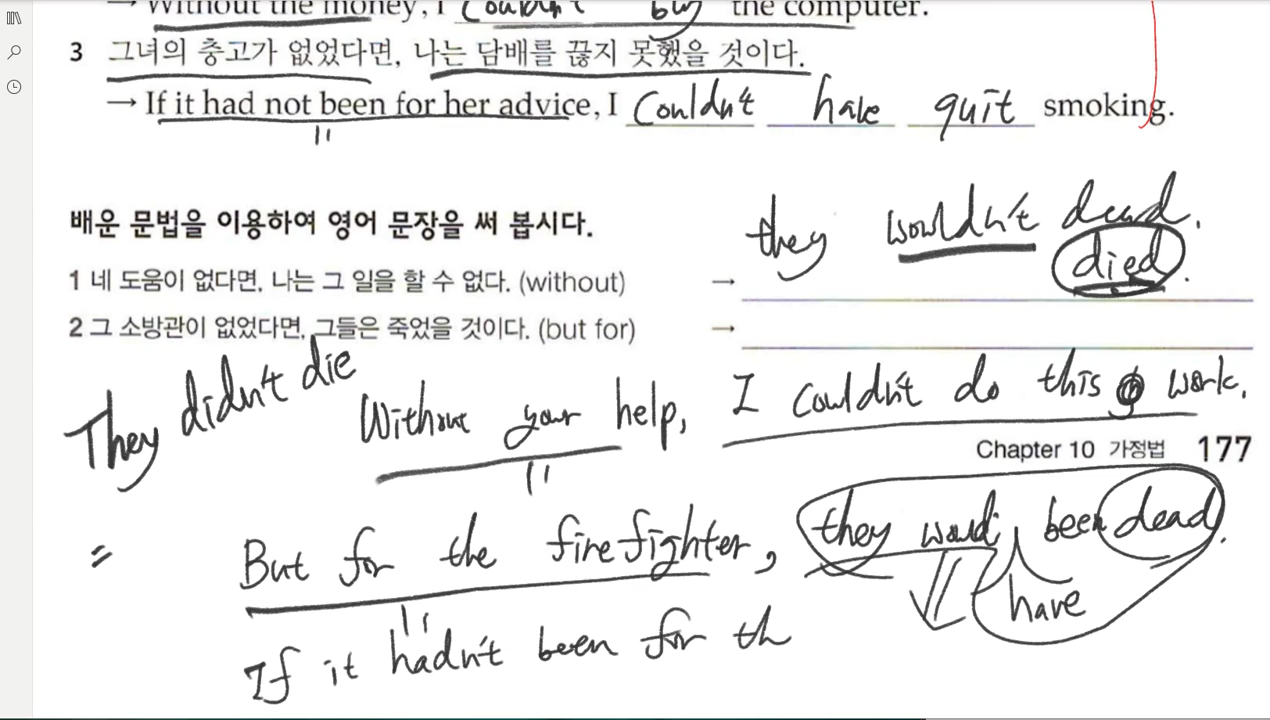 → Without the money, I couldn't buy the computer.
3 그녀의 충고가 없었다면, 나는 담배를 끊지 못했을 것이다.
→ If it had not been for her advice, I couldn't have quit smoking.
배운 문법을 이용하여 영어 문장을 써 봅시다.
they wouldn't dead.
died.
1 네 도움이 없다면, 나는 그 일을 할 수 없다. (without) →
2 그 소방관이 없었다면, 그들은 죽었을 것이다. (but for) →
They didn't die
Without your help, I couldn't do this work.
Chapter 10 가정법 177
= But for the firefighter, they would been dead.
have
If it hadn't been for th